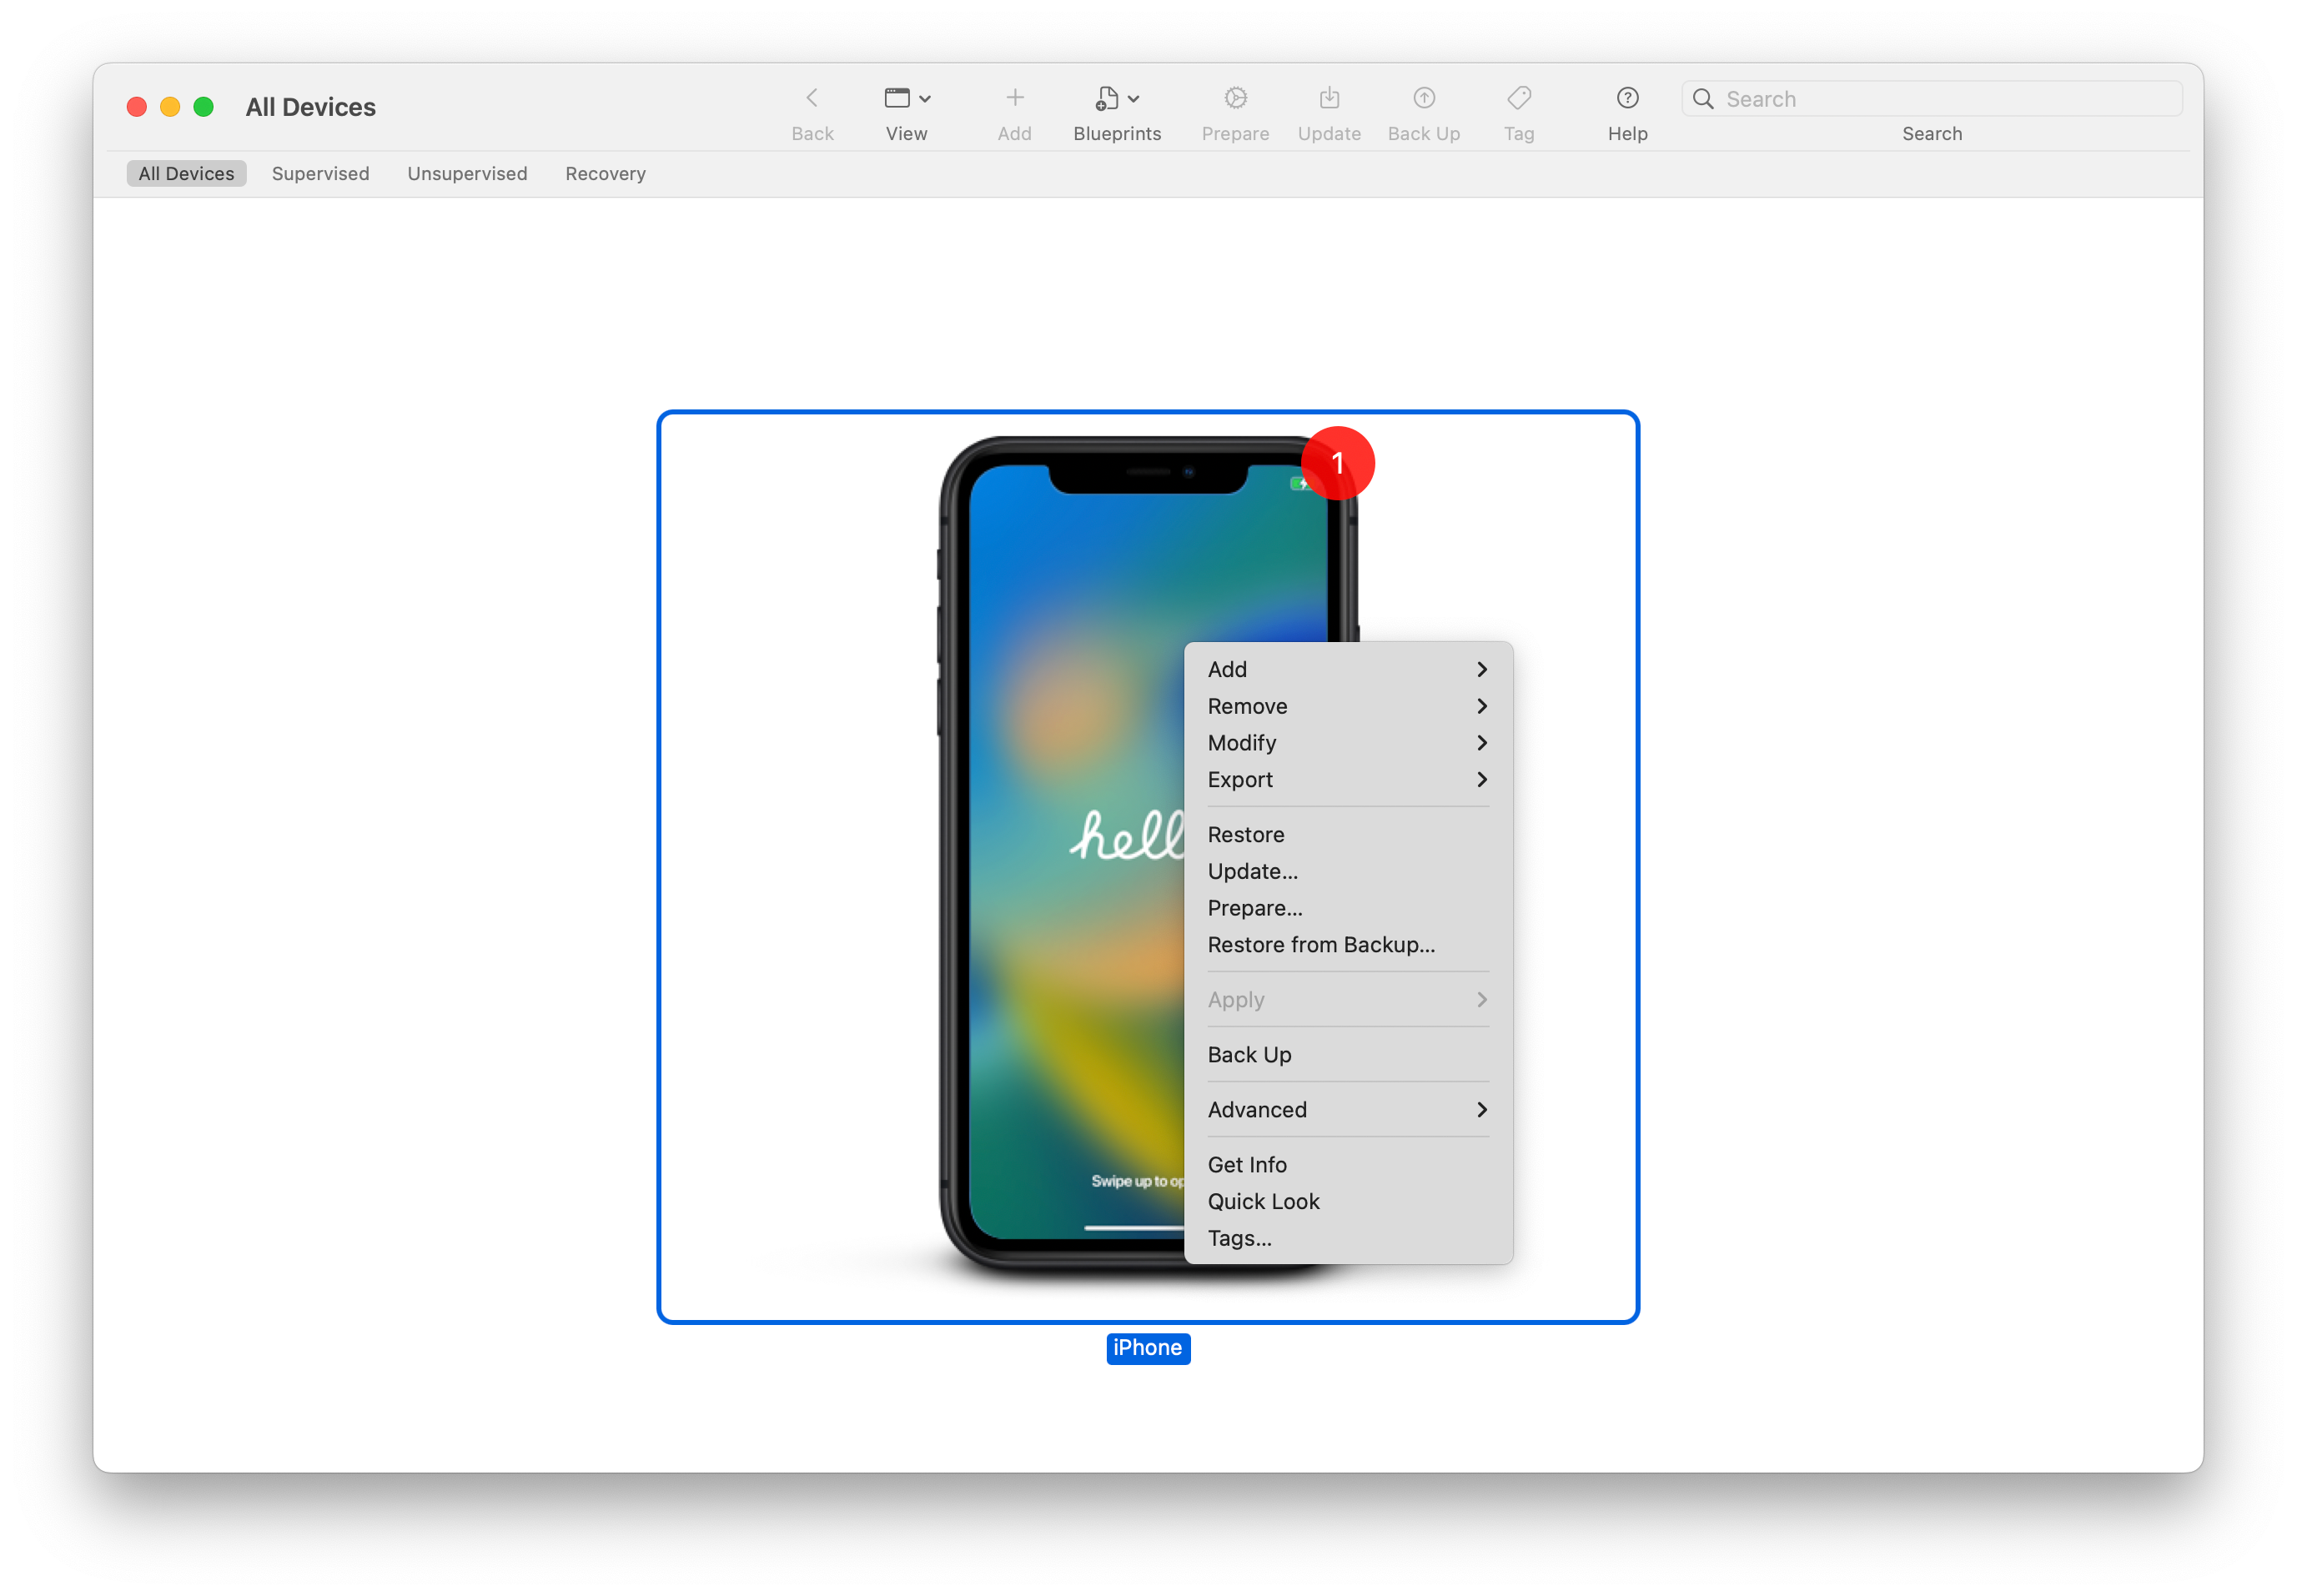 All Devices
Back
View
Add
Blueprints
Prepare
Update
Back Up
Tag
Help
Search
Search
All Devices
Supervised
Unsupervised
Recovery
1
hell
Swipe up to op
Add
Remove
Modify
Export
Restore
Update...
Prepare...
Restore from Backup...
Apply
Back Up
Advanced
Get Info
Quick Look
Tags...
iPhone